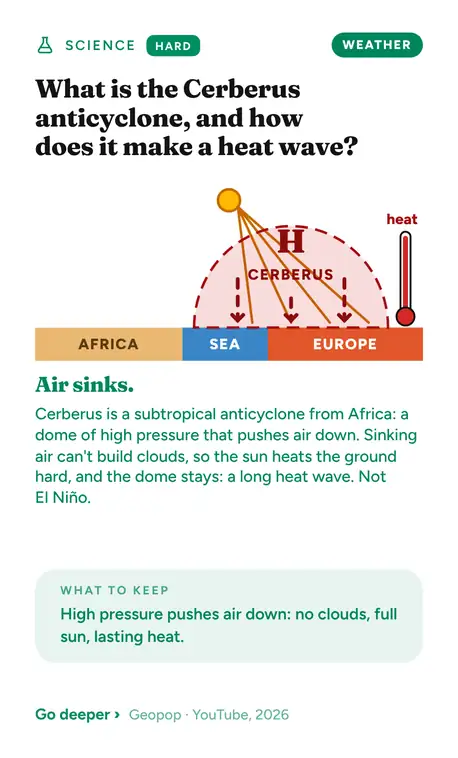 SCIENCE HARD WEATHER
What is the Cerberus
anticyclone, and how
does it make a heat wave?
heat
H
CERBERUS
AFRICA SEA EUROPE
Air sinks.
Cerberus is a subtropical anticyclone from Africa: a
dome of high pressure that pushes air down. Sinking
air can't build clouds, so the sun heats the ground
hard, and the dome stays: a long heat wave. Not
El Niño.
WHAT TO KEEP
High pressure pushes air down: no clouds, full
sun, lasting heat.
Go deeper › Geopop · YouTube, 2026